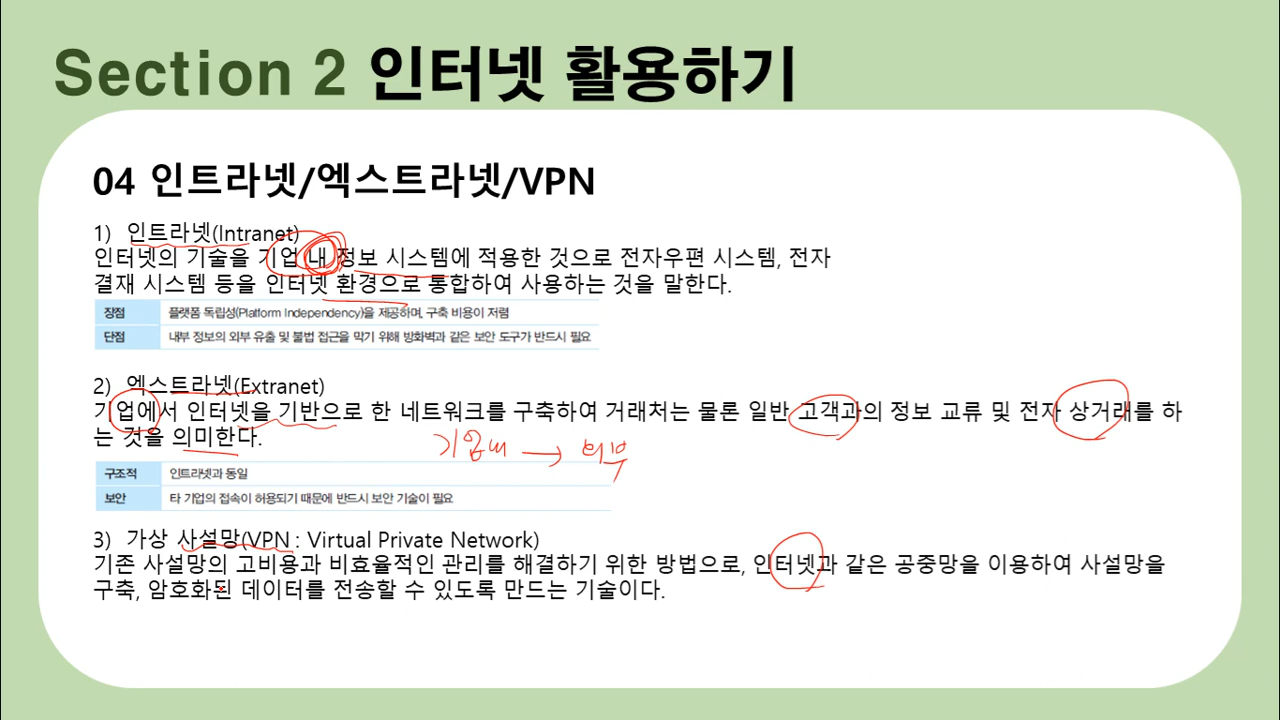 Section 2 인터넷 활용하기
04 인트라넷/엑스트라넷/VPN
1) 인트라넷(Intranet)
인터넷의 기술을 기업 내 정보 시스템에 적용한 것으로 전자우편 시스템, 전자
결재 시스템 등을 인터넷 환경으로 통합하여 사용하는 것을 말한다.
장점 플랫폼 독립성(Platform Independency)을 제공하며, 구축 비용이 저렴
단점 내부 정보의 외부 유출 및 불법 접근을 막기 위해 방화벽과 같은 보안 도구가 반드시 필요
2) 엑스트라넷(Extranet)
기업에서 인터넷을 기반으로 한 네트워크를 구축하여 거래처는 물론 일반 고객과의 정보 교류 및 전자 상거래를 하
는 것을 의미한다.
기업내 → 외부
구조적 인트라넷과 동일
보안 타 기업의 접속이 허용되기 때문에 반드시 보안 기술이 필요
3) 가상 사설망(VPN : Virtual Private Network)
기존 사설망의 고비용과 비효율적인 관리를 해결하기 위한 방법으로, 인터넷과 같은 공중망을 이용하여 사설망을
구축, 암호화된 데이터를 전송할 수 있도록 만드는 기술이다.